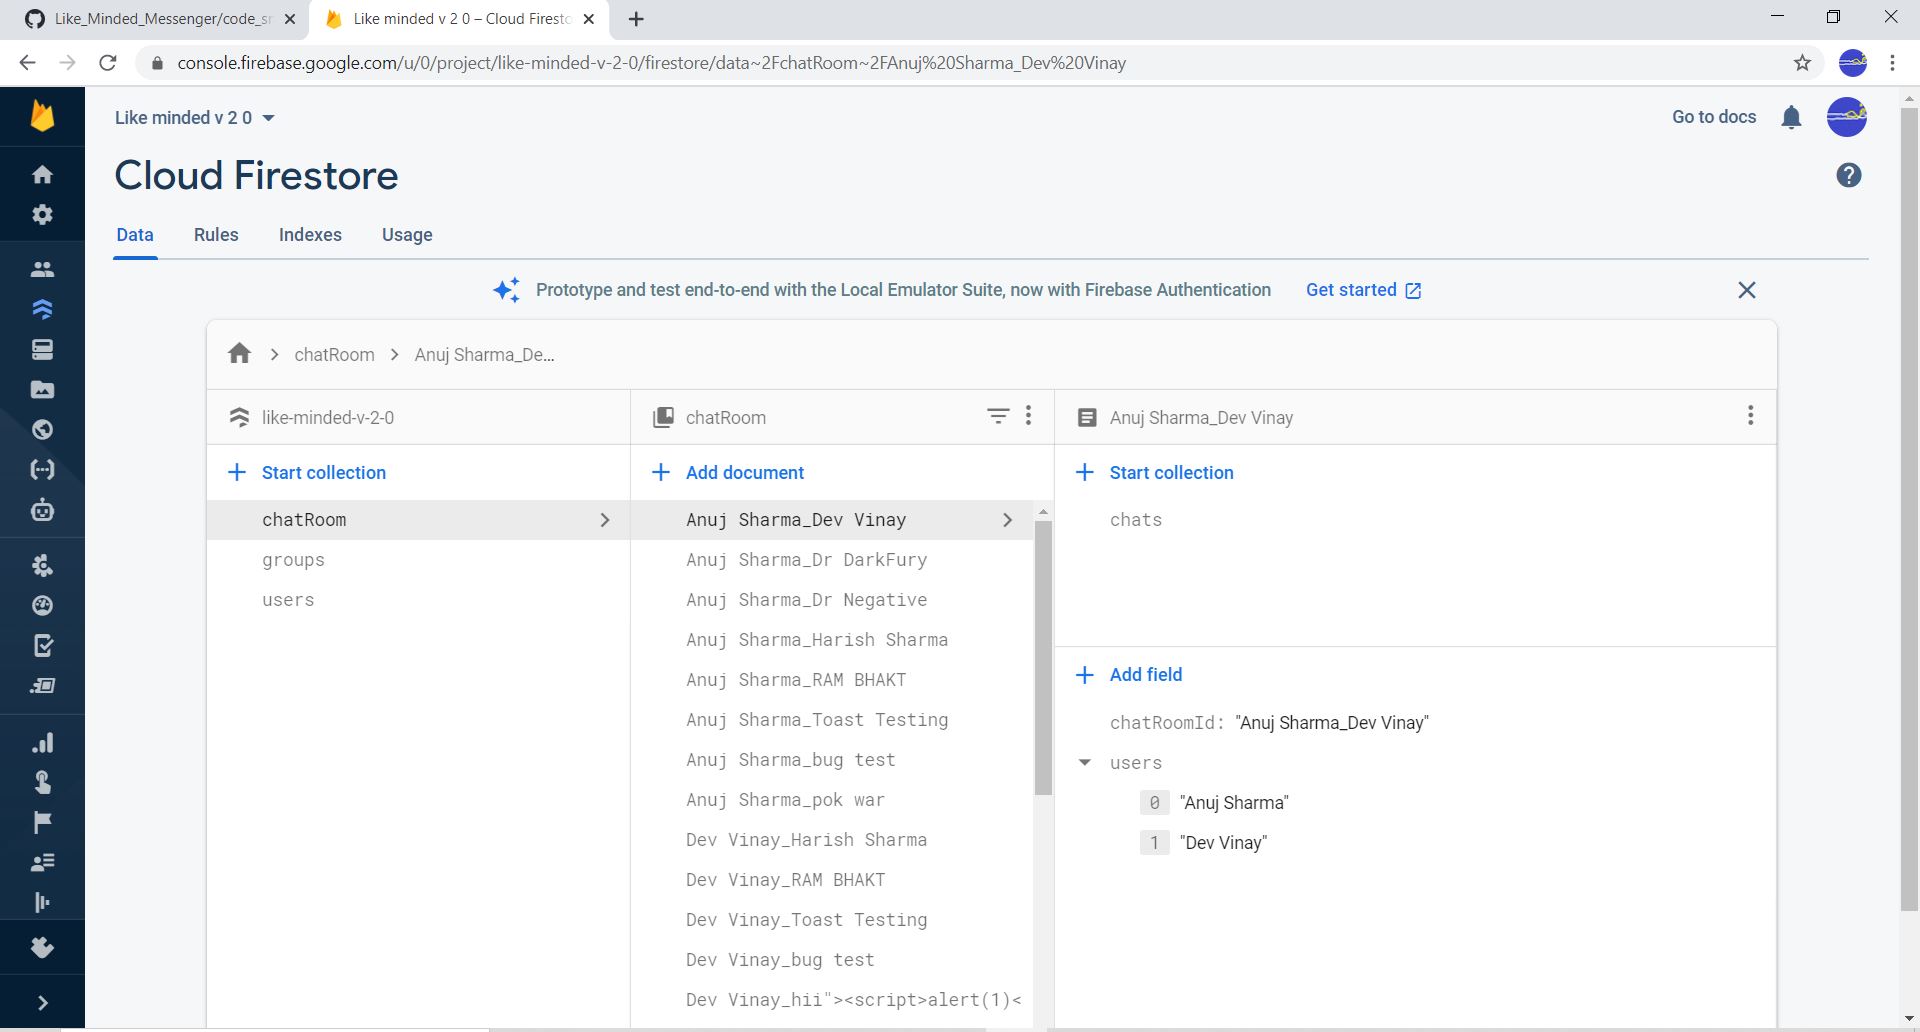 Like_Minded_Messenger/code_sn
Like minded v 2 0 – Cloud Firesto
console.firebase.google.com/u/0/project/like-minded-v-2-0/firestore/data~2FchatRoom~2FAnuj%20Sharma_Dev%20Vinay
Like minded v 2 0
Go to docs
Cloud Firestore
Data
Rules
Indexes
Usage
Prototype and test end-to-end with the Local Emulator Suite, now with Firebase Authentication
Get started
chatRoom
Anuj Sharma_De...
like-minded-v-2-0
Start collection
chatRoom
groups
users
chatRoom
Add document
Anuj Sharma_Dev Vinay
Anuj Sharma_Dr DarkFury
Anuj Sharma_Dr Negative
Anuj Sharma_Harish Sharma
Anuj Sharma_RAM BHAKT
Anuj Sharma_Toast Testing
Anuj Sharma_bug test
Anuj Sharma_pok war
Dev Vinay_Harish Sharma
Dev Vinay_RAM BHAKT
Dev Vinay_Toast Testing
Dev Vinay_bug test
Dev Vinay_hii"><script>alert(1)<
Anuj Sharma_Dev Vinay
Start collection
chats
Add field
chatRoomId: "Anuj Sharma_Dev Vinay"
users
0 "Anuj Sharma"
1 "Dev Vinay"